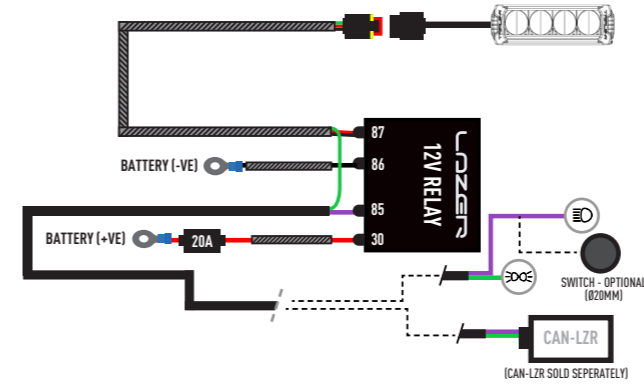 87
BATTERY (-VE)
86
LAZER
12V RELAY
85
BATTERY (+VE)
20A
30
SWITCH - OPTIONAL
(Ø20MM)
CAN-LZR
(CAN-LZR SOLD SEPERATELY)